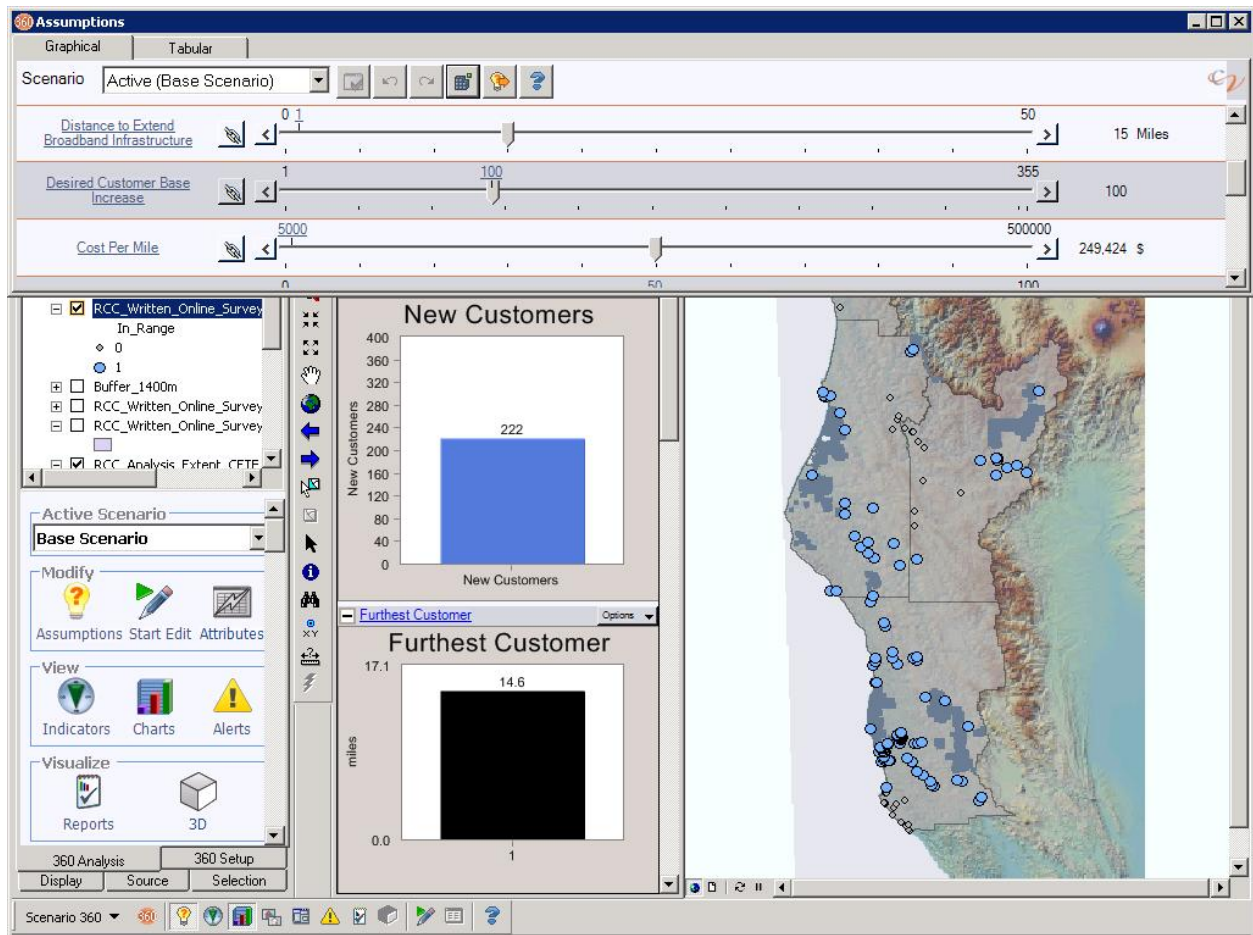 Assumptions
Graphical Tabular
Scenario Active (Base Scenario)
0 1 50
Distance to Extend
Broadband Infrastructure
15 Miles
1 100 355
Desired Customer Base
Increase
100
5000 500000
Cost Per Mile
249,424 $
0 50 100
RCC_Written_Online_Survey
In_Range
0
1
Buffer_1400m
RCC_Written_Online_Survey
RCC_Written_Online_Survey
RCC_Analysis_Extent_CETE
Active Scenario
Base Scenario
Modify
Assumptions Start Edit Attributes
View
Indicators Charts Alerts
Visualize
Reports 3D
360 Analysis 360 Setup
Display Source Selection
New Customers
400
360
320
280
240
200
160
120
80
40
0
New Customers
222
New Customers
Furthest Customer Options
Furthest Customer
17.1
14.6
miles
0.0
1
XY
Scenario 360 360